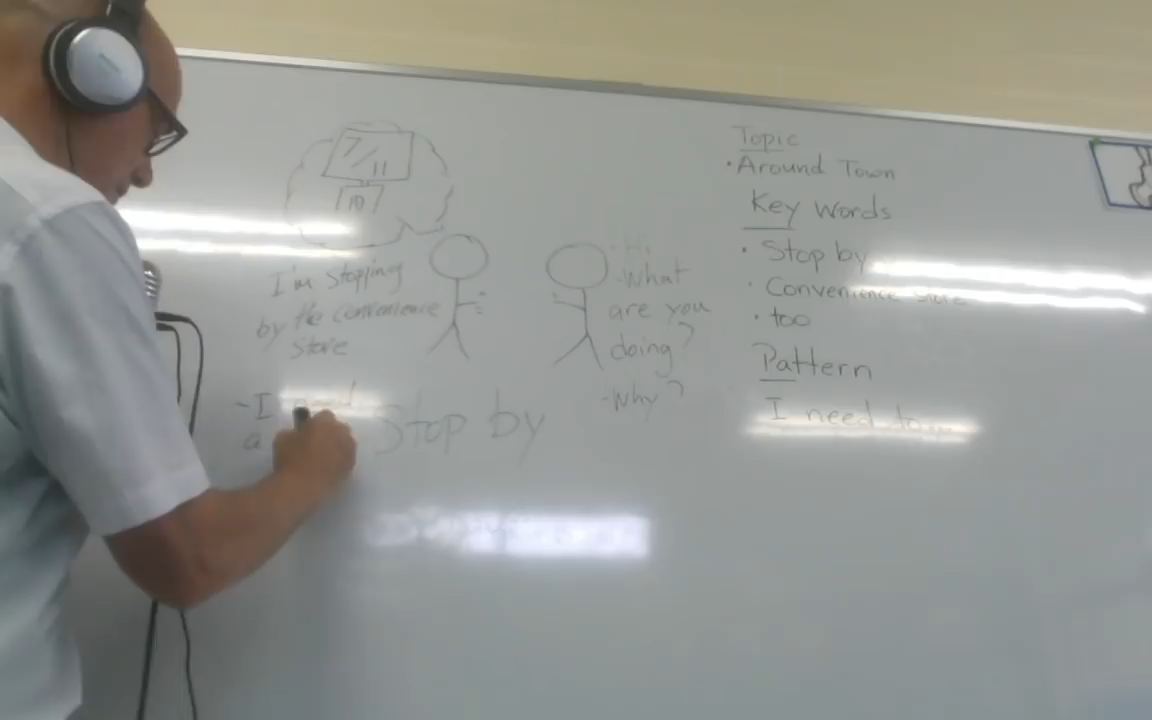 7
11
10
I'm stopping
by the convenience
store
- I need
a
Stop by
· Hi
-What
are you
doing?
-Why?
Topic
· Around Town
Key Words
· Stop by
· Convenience store
· too
Pattern
I need to...